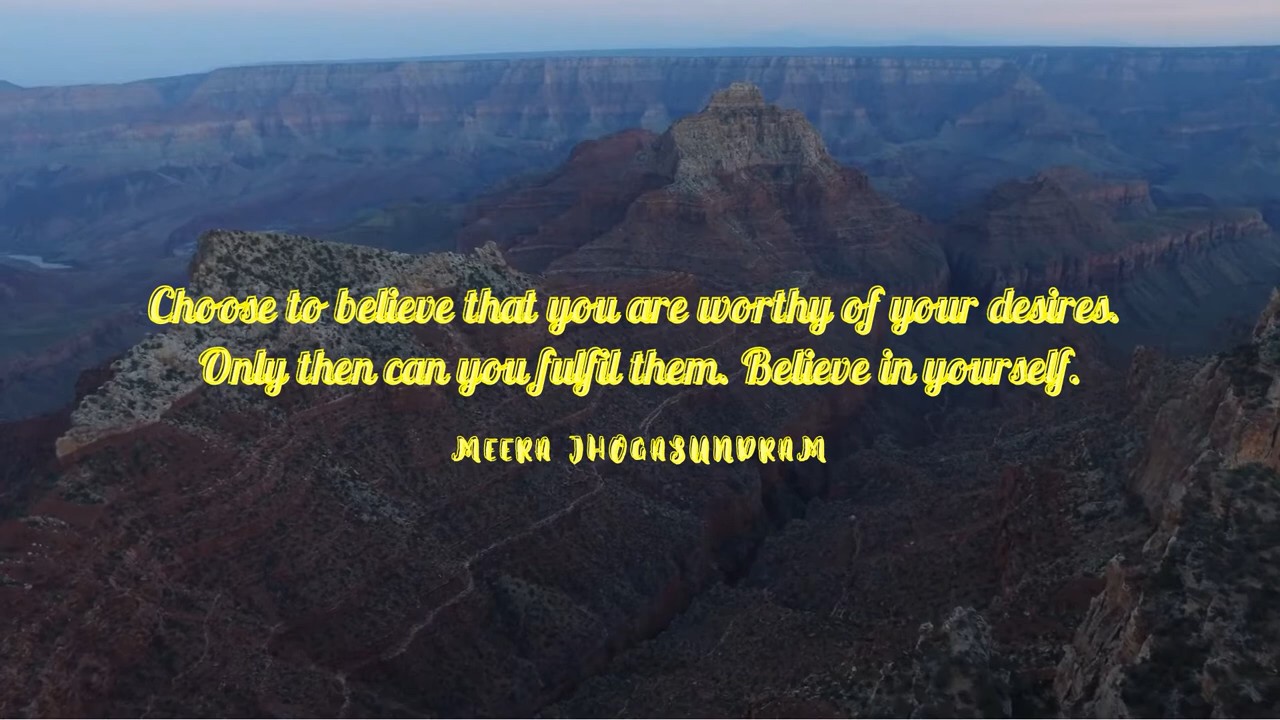 Choose to believe that you are worthy of your desires.
Only then can you fulfil them. Believe in yourself.
MEERA JHOGASUNDRAM